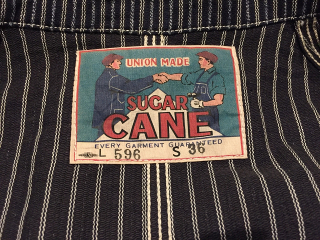 UNION MADE
SUGAR
CANE
EVERY GARMENT GUARANTEED
L 596 S 36